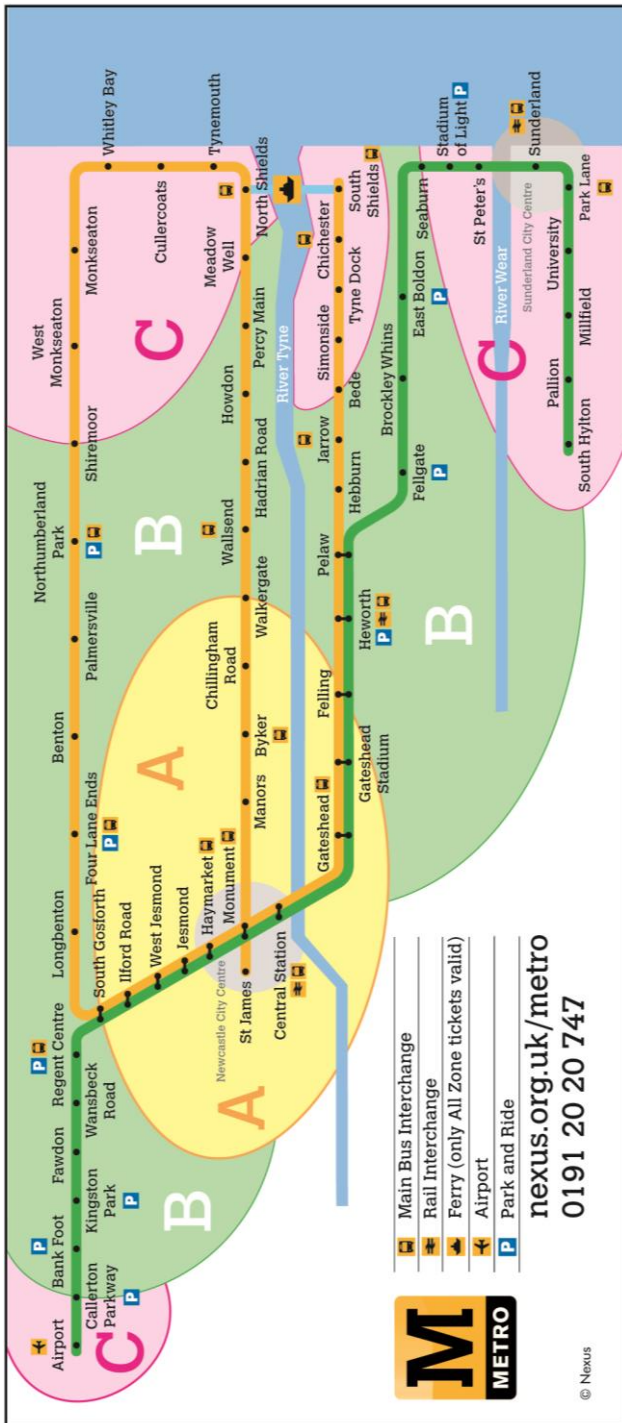 Airport
Callerton
Parkway
Bank Foot
Kingston
Park
Fawdon
Wansbeck
Road
Regent Centre
South Gosforth
Longbenton
Four Lane Ends
Benton
Palmersville
Northumberland
Park
Shiremoor
West
Monkseaton
Monkseaton
Whitley Bay
Cullercoats
Tynemouth
North Shields
Meadow
Well
Percy Main
Howdon
Hadrian Road
Wallsend
Walkergate
Chillingham
Road
Byker
Manors
Ilford Road
West Jesmond
Jesmond
Haymarket
Monument
Newcastle City Centre
St James
Central Station
Gateshead
Gateshead
Stadium
Felling
Heworth
Pelaw
Hebburn
Jarrow
Bede
Simonside
Tyne Dock
Chichester
South
Shields
Fellgate
Brockley Whins
East Boldon
Seaburn
Stadium
of Light
St Peter's
Sunderland
Sunderland City Centre
Park Lane
University
Millfield
Pallion
South Hylton
River Tyne
River Wear
A
A
B
B
B
C
C
C
P
P
P
P
P
P
P
P
P
P
Main Bus Interchange
Rail Interchange
Ferry (only All Zone tickets valid)
Airport
P Park and Ride
nexus.org.uk/metro
0191 20 20 747
M
METRO
© Nexus